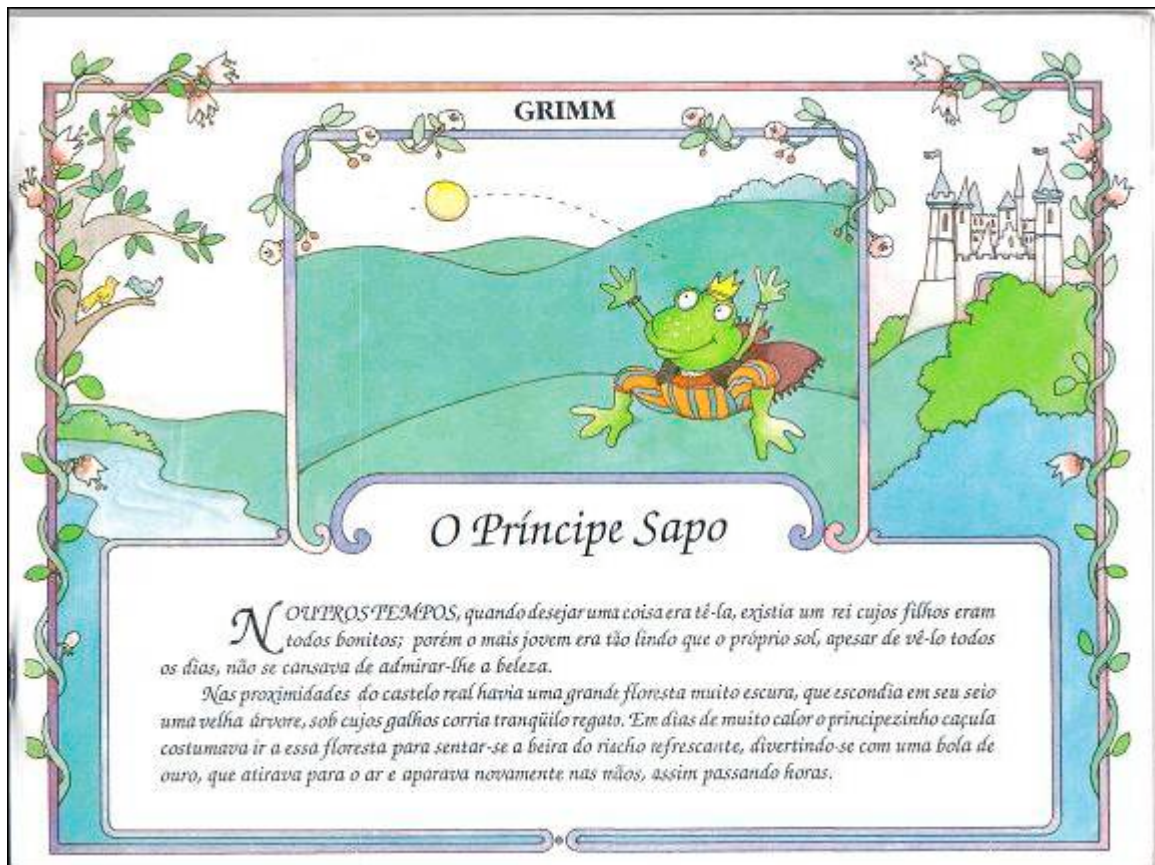 GRIMM
O Príncipe Sapo
NOUTROS TEMPOS, quando desejar uma coisa era tê-la, existia um rei cujos filhos eram
todos bonitos; porém o mais jovem era tão lindo que o próprio sol, apesar de vê-lo todos
os dias, não se cansava de admirar-lhe a beleza.
Nas proximidades do castelo real havia uma grande floresta muito escura, que escondia em seu seio
uma velha árvore, sob cujos galhos corria tranqüilo regato. Em dias de muito calor o principezinho caçula
costumava ir a essa floresta para sentar-se a beira do riacho refrescante, divertindo-se com uma bola de
ouro, que atirava para o ar e aparava novamente nas mãos, assim passando horas.